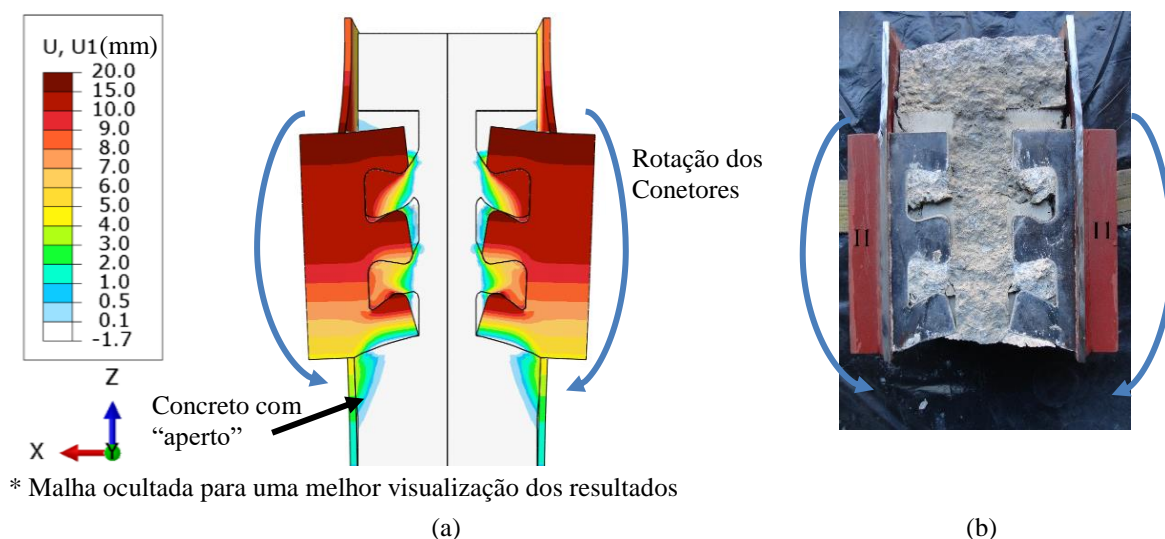 (a)
U, U1(mm)
20.0
15.0
10.0
9.0
8.0
7.0
6.0
5.0
4.0
3.0
2.0
1.0
0.5
0.1
-1.7
Z
X
Y
Concreto com
“aperto”
Rotação dos
Conetores
* Malha ocultada para uma melhor visualização dos resultados
(a)
(b)
II
I1
(b)